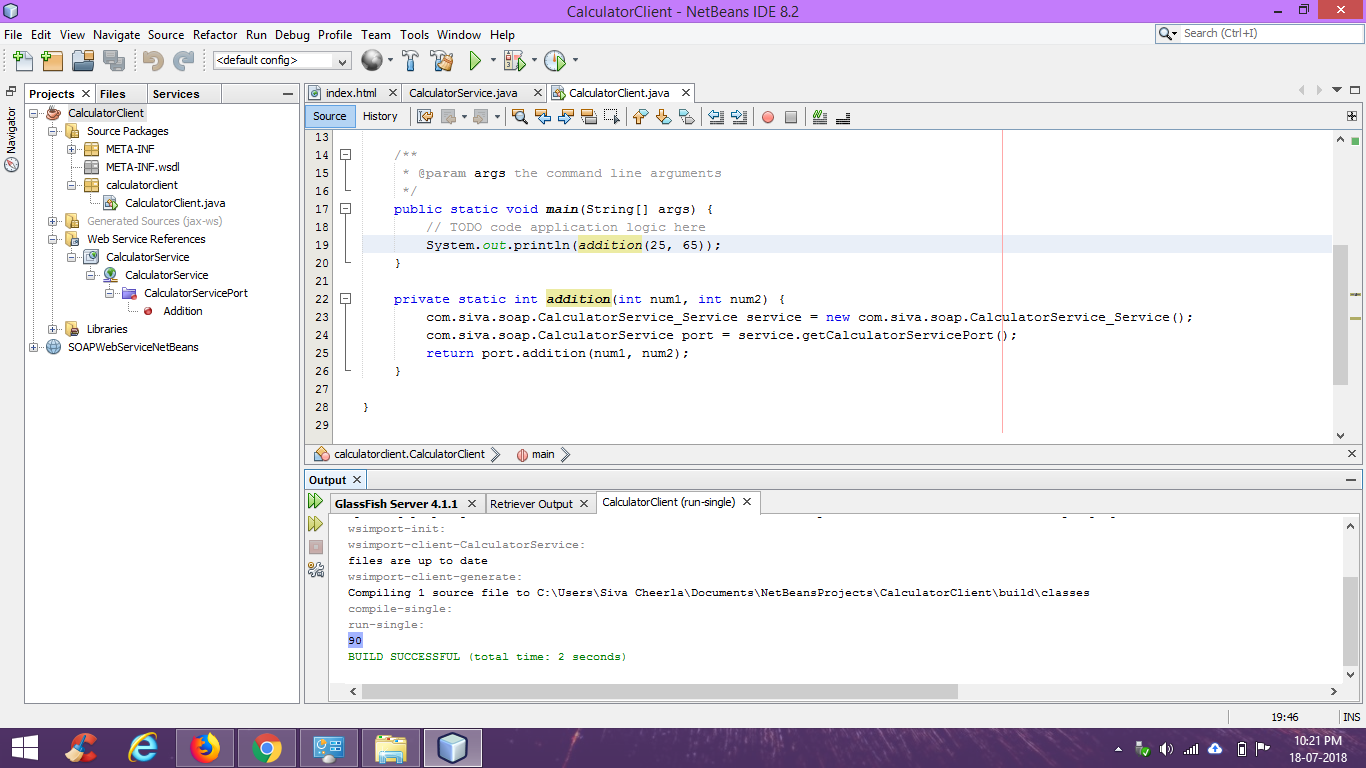 CalculatorClient - NetBeans IDE 8.2
File Edit View Navigate Source Refactor Run Debug Profile Team Tools Window Help
Search (Ctrl+I)
<default config>
Projects Files Services
Navigator
CalculatorClient
Source Packages
META-INF
META-INF.wsdl
calculatorclient
CalculatorClient.java
Generated Sources (jax-ws)
Web Service References
CalculatorService
CalculatorService
CalculatorServicePort
Addition
Libraries
SOAPWebServiceNetBeans
index.html CalculatorService.java CalculatorClient.java
Source History
13
14 /**
15 * @param args the command line arguments
16 */
17 public static void main(String[] args) {
18 // TODO code application logic here
19 System.out.println(addition(25, 65));
20 }
21
22 private static int addition(int num1, int num2) {
23 com.siva.soap.CalculatorService_Service service = new com.siva.soap.CalculatorService_Service();
24 com.siva.soap.CalculatorService port = service.getCalculatorServicePort();
25 return port.addition(num1, num2);
26 }
27
28 }
29
calculatorclient.CalculatorClient main
Output
GlassFish Server 4.1.1 Retriever Output CalculatorClient (run-single)
wsimport-init:
wsimport-client-CalculatorService:
files are up to date
wsimport-client-generate:
Compiling 1 source file to C:\Users\Siva Cheerla\Documents\NetBeansProjects\CalculatorClient\build\classes
compile-single:
run-single:
90
BUILD SUCCESSFUL (total time: 2 seconds)
19:46 INS
10:21 PM
18-07-2018